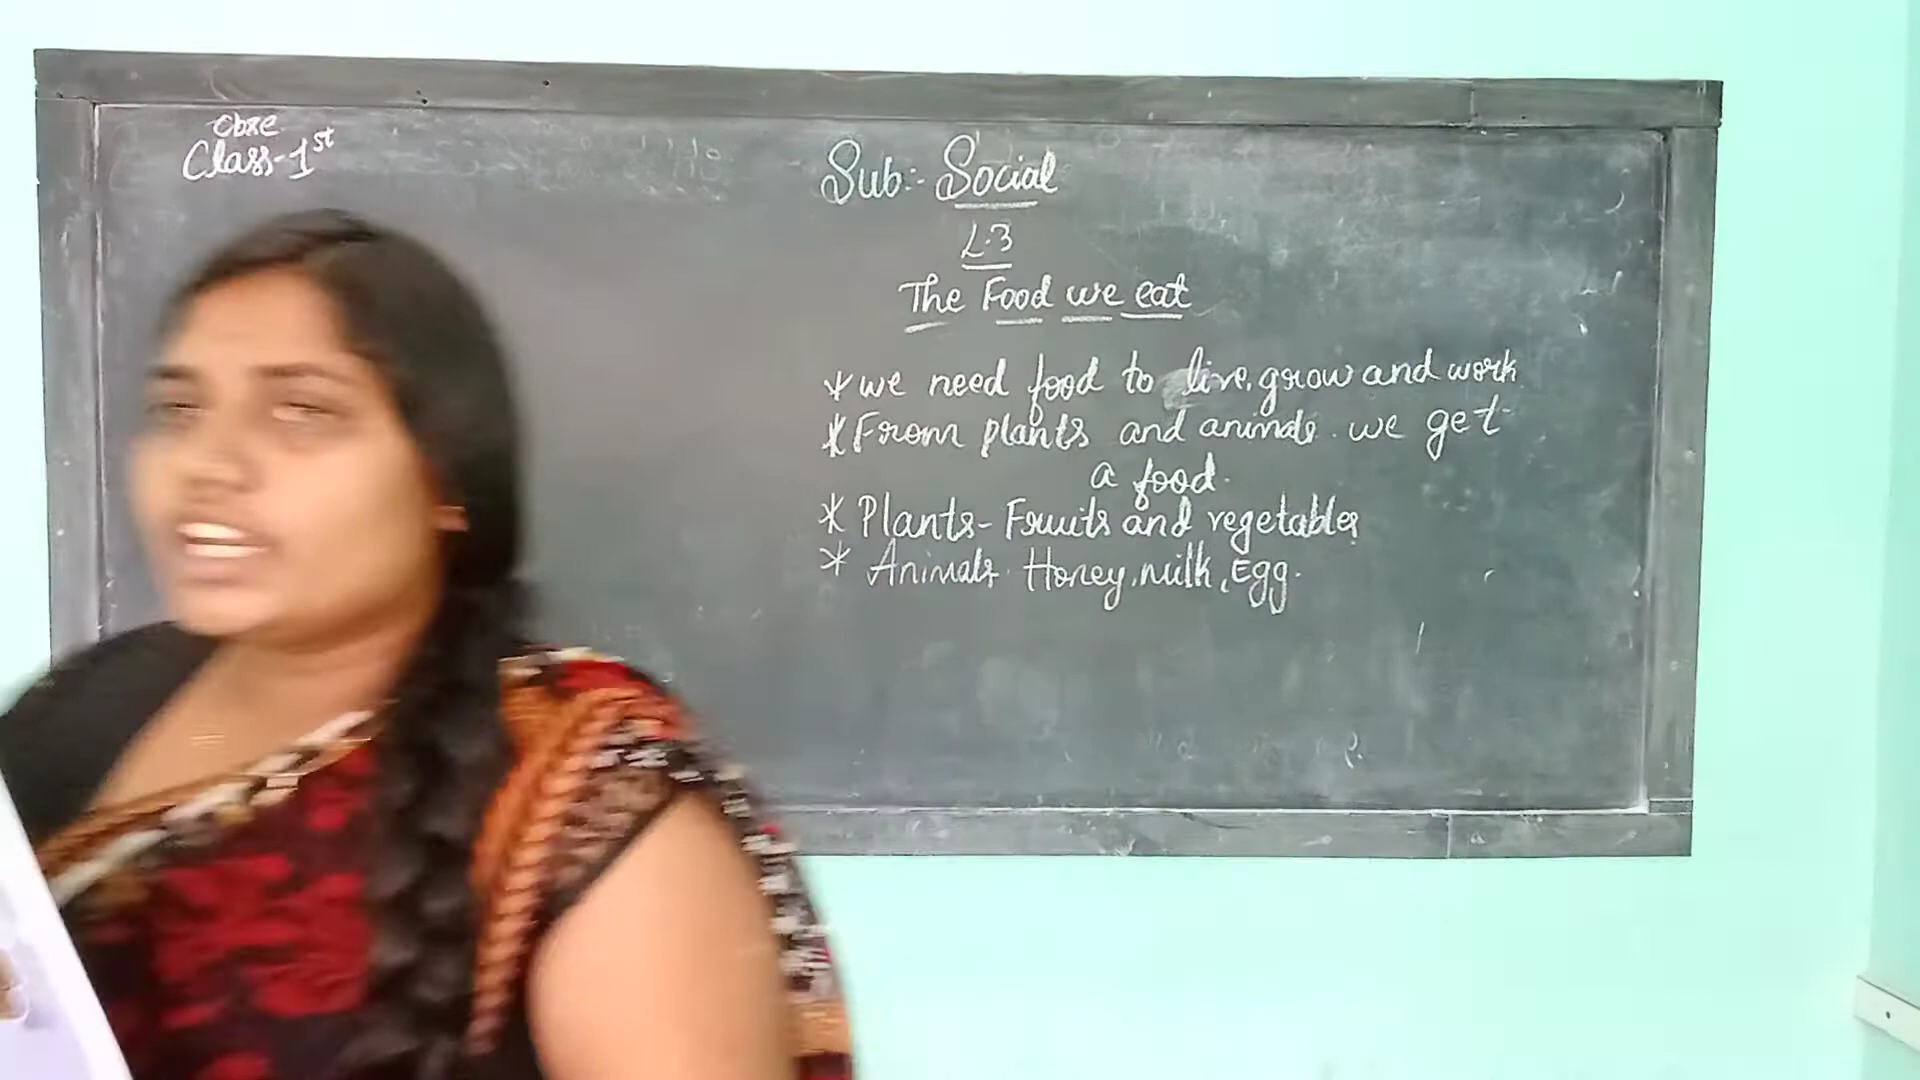 obre
Class-1st
Sub:- Social
L.3
The Food we eat
*we need food to live, grow and work
*From plants and animals. we get
a food.
* Plants- Fruits and vegetables
* Animals. Honey, milk, Egg.